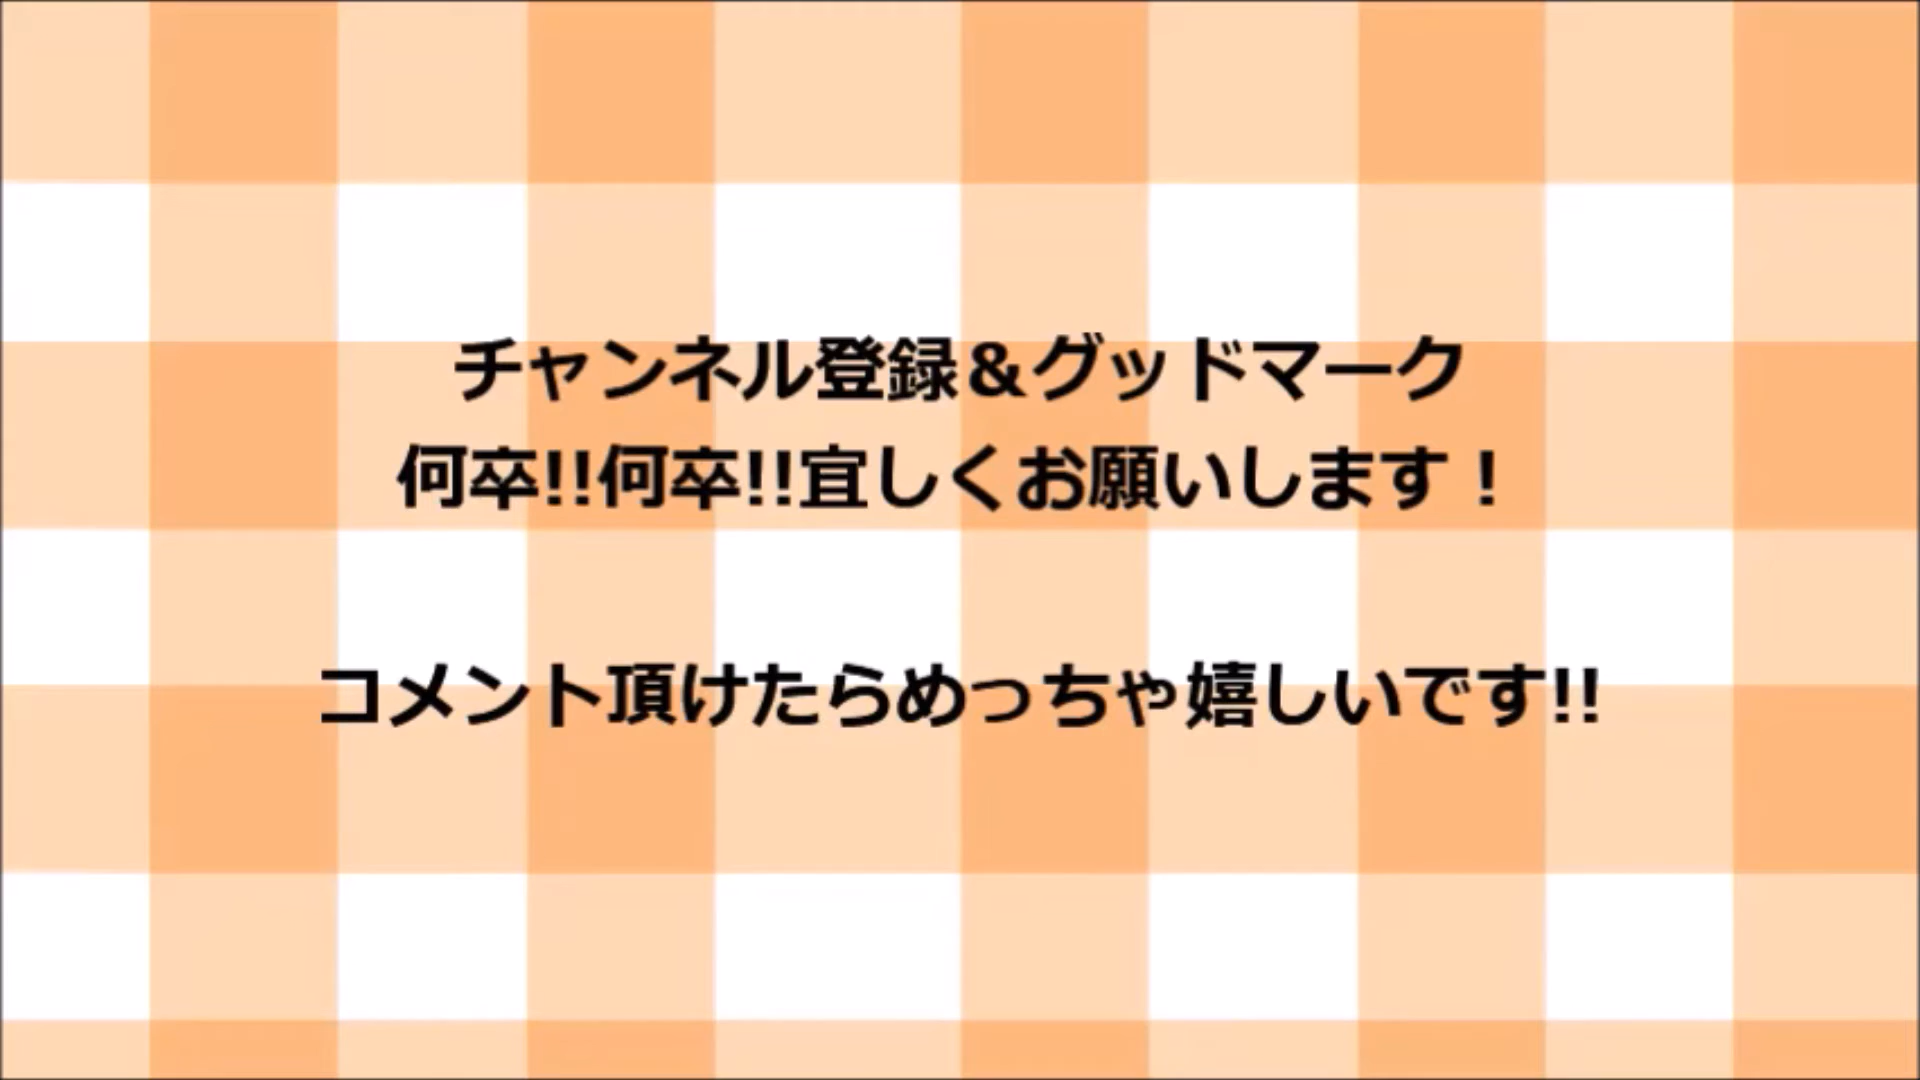 チャンネル登録＆グッドマーク
何卒!!何卒!!宜しくお願いします！
コメント頂けたらめっちゃ嬉しいです!!